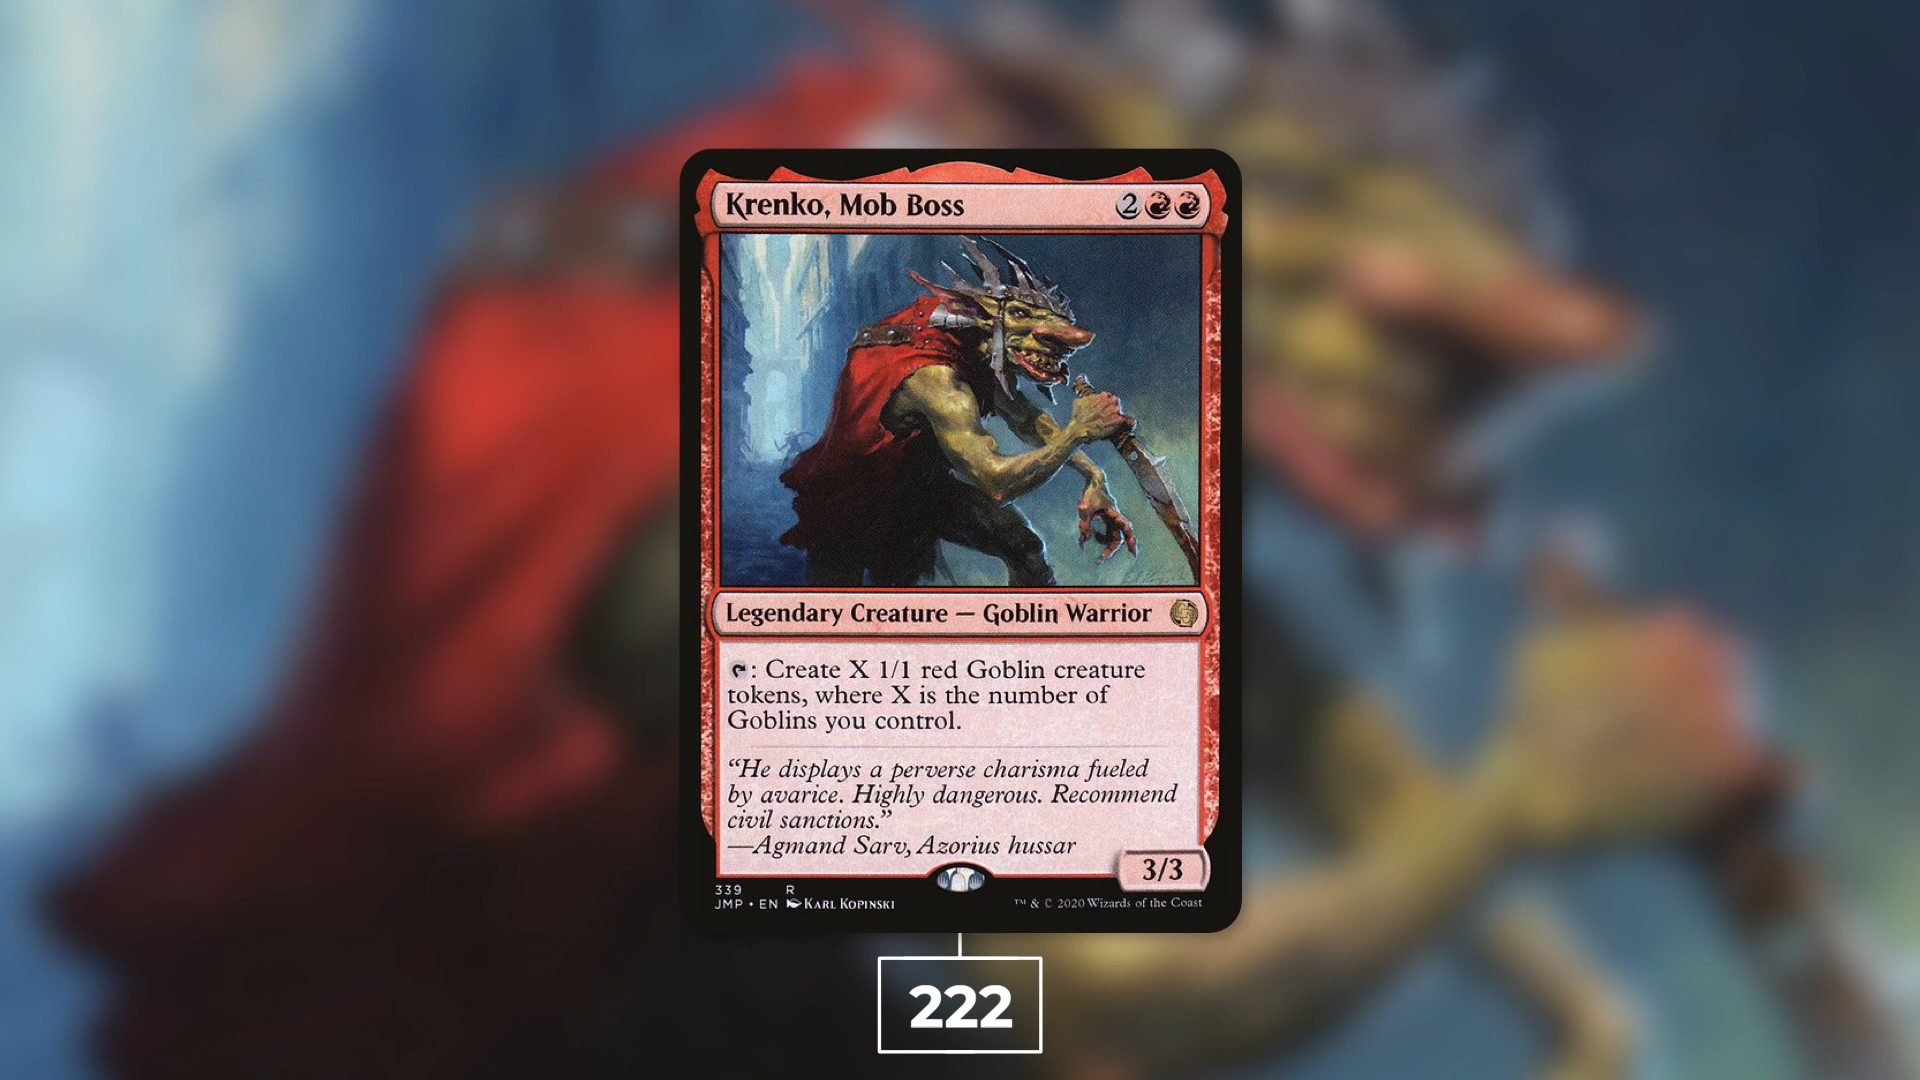 Krenko, Mob Boss 2
Legendary Creature — Goblin Warrior
: Create X 1/1 red Goblin creature
tokens, where X is the number of
Goblins you control.
“He displays a perverse charisma fueled
by avarice. Highly dangerous. Recommend
civil sanctions.”
—Agmand Sarv, Azorius hussar
3/3
339 R
JMP • EN KARL KOPINSKI
™ & © 2020 Wizards of the Coast
222